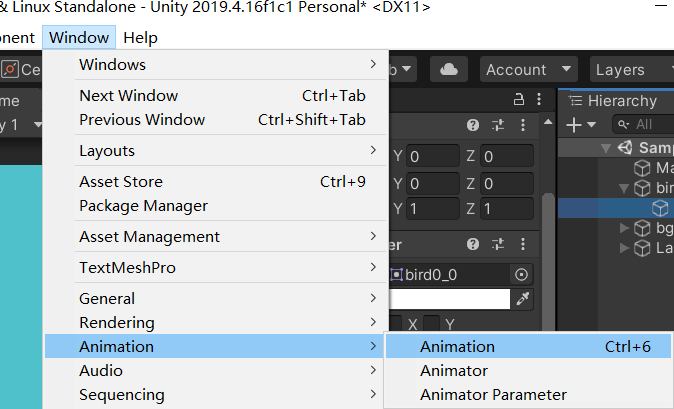 & Linux Standalone - Unity 2019.4.16f1c1 Personal* <DX11>
onent Window Help
Ce
b Account Layers
me
y 1
Windows
Next Window Ctrl+Tab
Previous Window Ctrl+Shift+Tab
Layouts
Asset Store Ctrl+9
Package Manager
Asset Management
TextMeshPro
General
Rendering
Animation
Audio
Sequencing
Animation Ctrl+6
Animator
Animator Parameter
Y 0 Z 0
Y 0 Z 0
Y 1 Z 1
er
bird0_0
X Y
Hierarchy
All
Samp
Ma
bir
bg
La